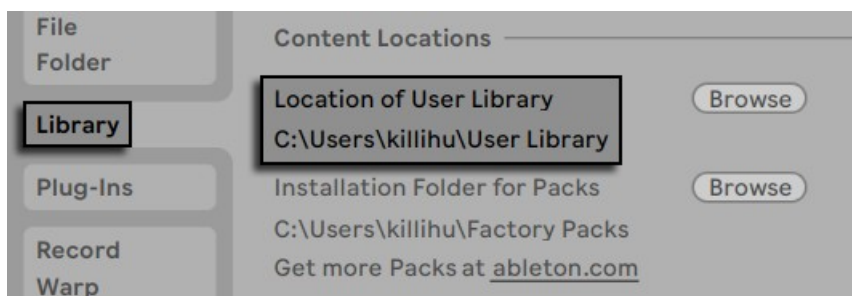 File
Folder
Library
Plug-Ins
Record
Warp
Content Locations
Location of User Library
Browse
C:\Users\killihu\User Library
Installation Folder for Packs
Browse
C:\Users\killihu\Factory Packs
Get more Packs at ableton.com